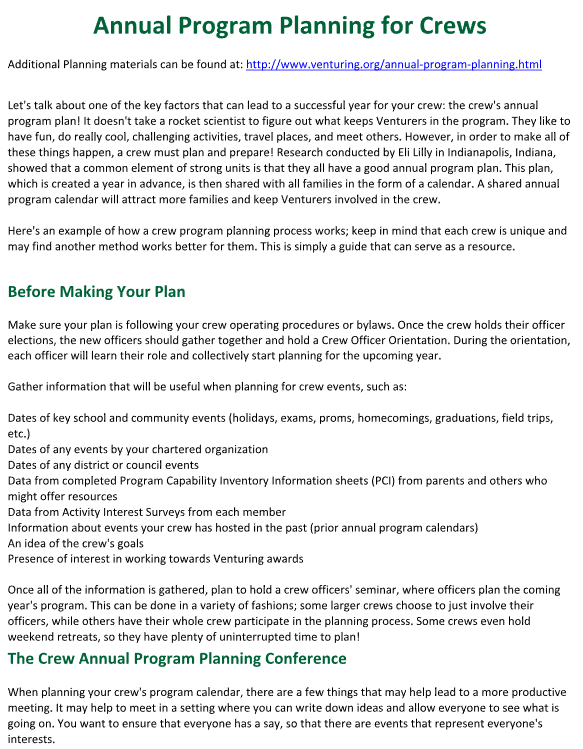 Annual Program Planning for Crews
Additional Planning materials can be found at: http://www.venturing.org/annual-program-planning.html
Let's talk about one of the key factors that can lead to a successful year for your crew: the crew's annual
program plan! It doesn't take a rocket scientist to figure out what keeps Venturers in the program. They like to
have fun, do really cool, challenging activities, travel places, and meet others. However, in order to make all of
these things happen, a crew must plan and prepare! Research conducted by Eli Lilly in Indianapolis, Indiana,
showed that a common element of strong units is that they all have a good annual program plan. This plan,
which is created a year in advance, is then shared with all families in the form of a calendar. A shared annual
program calendar will attract more families and keep Venturers involved in the crew.
Here's an example of how a crew program planning process works; keep in mind that each crew is unique and
may find another method works better for them. This is simply a guide that can serve as a resource.
Before Making Your Plan
Make sure your plan is following your crew operating procedures or bylaws. Once the crew holds their officer
elections, the new officers should gather together and hold a Crew Officer Orientation. During the orientation,
each officer will learn their role and collectively start planning for the upcoming year.
Gather information that will be useful when planning for crew events, such as:
Dates of key school and community events (holidays, exams, proms, homecomings, graduations, field trips,
etc.)
Dates of any events by your chartered organization
Dates of any district or council events
Data from completed Program Capability Inventory Information sheets (PCI) from parents and others who
might offer resources
Data from Activity Interest Surveys from each member
Information about events your crew has hosted in the past (prior annual program calendars)
An idea of the crew's goals
Presence of interest in working towards Venturing awards
Once all of the information is gathered, plan to hold a crew officers' seminar, where officers plan the coming
year's program. This can be done in a variety of fashions; some larger crews choose to just involve their
officers, while others have their whole crew participate in the planning process. Some crews even hold
weekend retreats, so they have plenty of uninterrupted time to plan!
The Crew Annual Program Planning Conference
When planning your crew's program calendar, there are a few things that may help lead to a more productive
meeting. It may help to meet in a setting where you can write down ideas and allow everyone to see what is
going on. You want to ensure that everyone has a say, so that there are events that represent everyone's
interests.